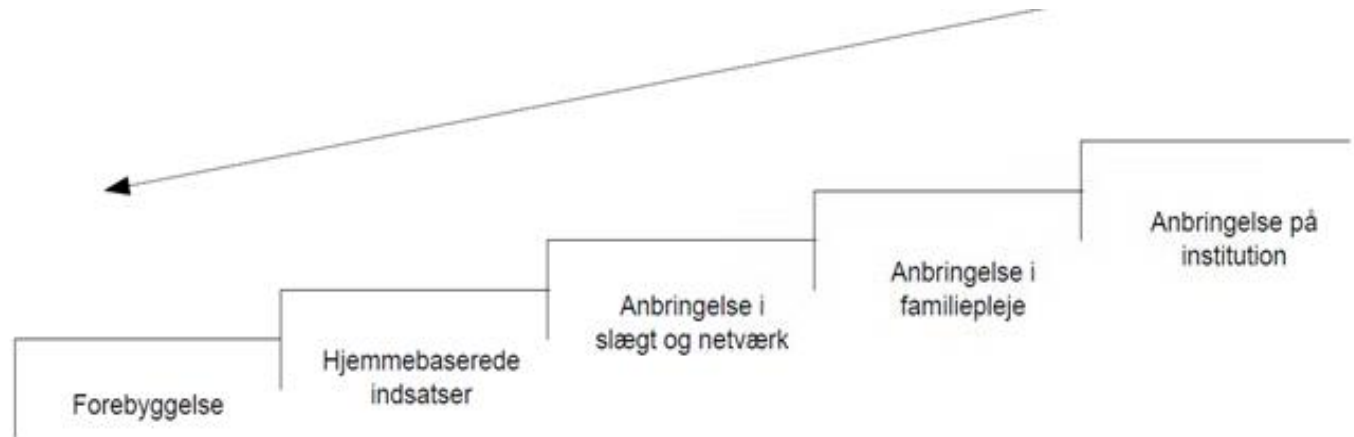 Forebyggelse
Hjemmebaserede
indsatser
Anbringelse i
slægt og netværk
Anbringelse i
familiepleje
Anbringelse på
institution